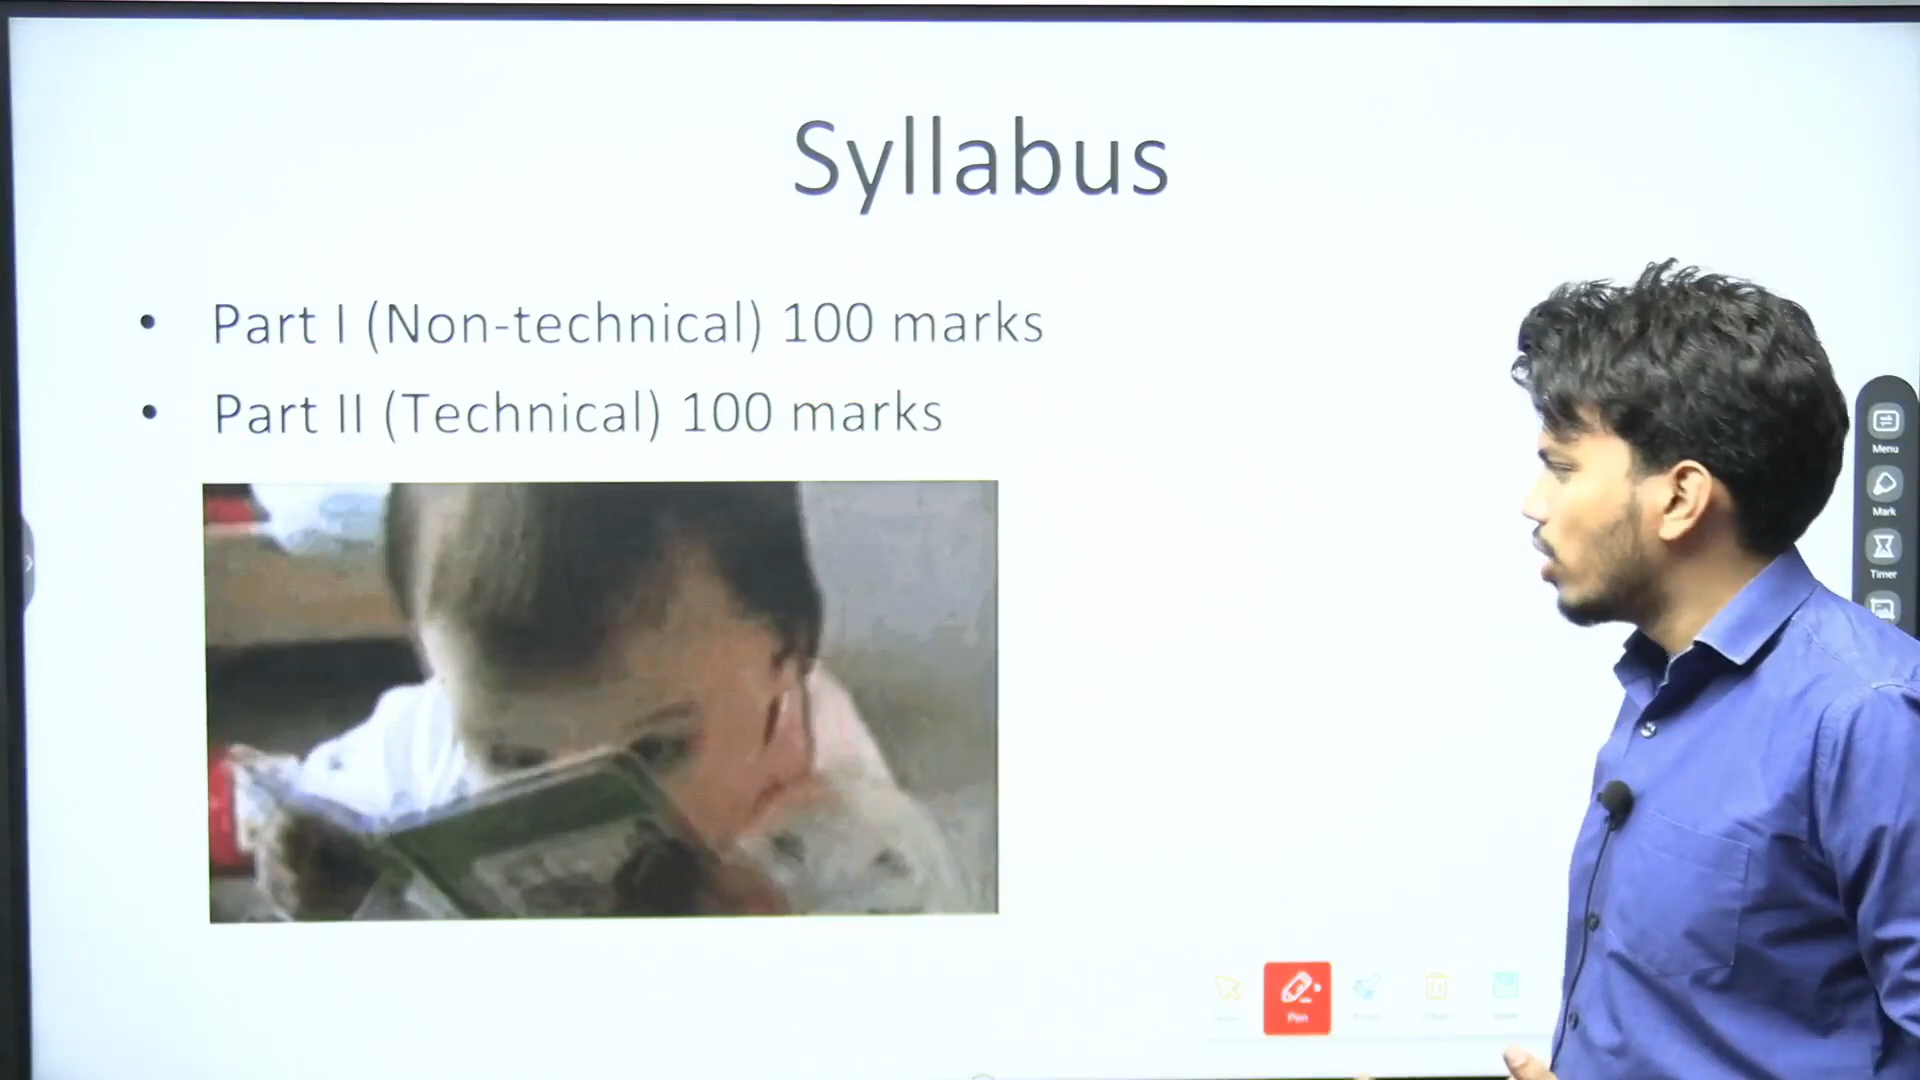 Syllabus
• Part I (Non-technical) 100 marks
• Part II (Technical) 100 marks
Menu
Mark
Timer
Pen